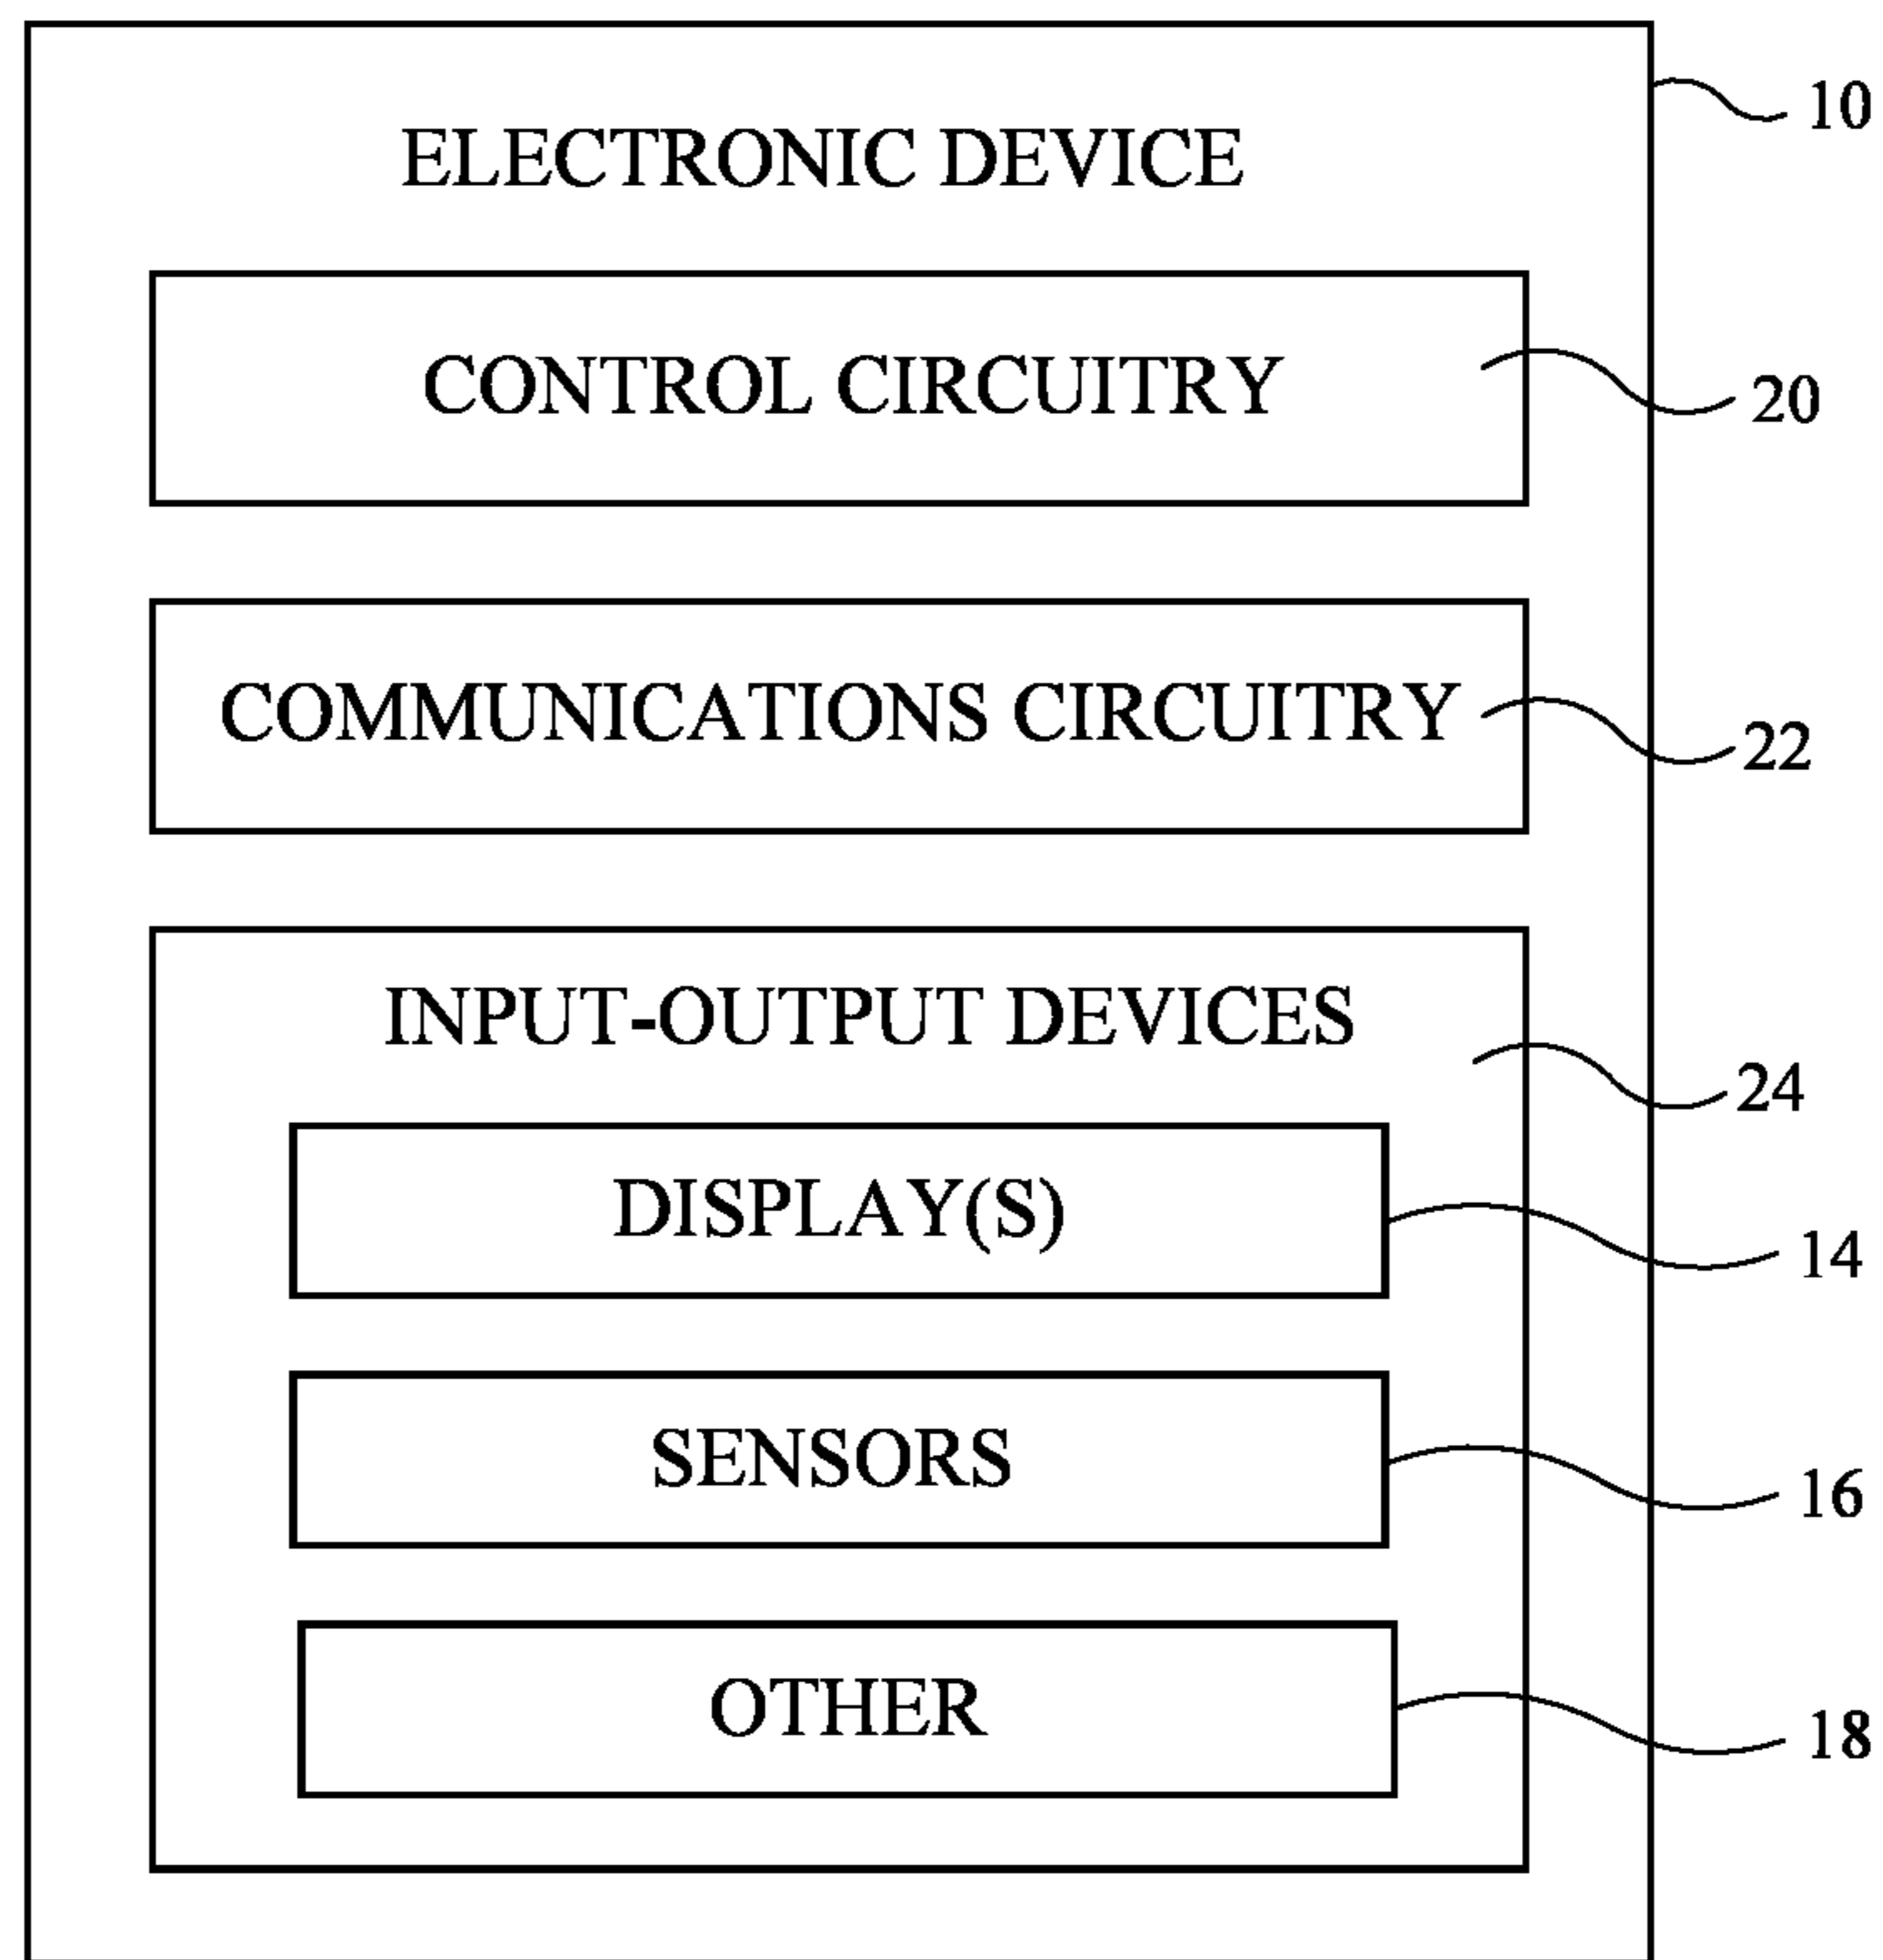 10
ELECTRONIC DEVICE
CONTROL CIRCUITRY
20
COMMUNICATIONS CIRCUITRY
22
INPUT-OUTPUT DEVICES
24
DISPLAY(S)
14
SENSORS
16
OTHER
18